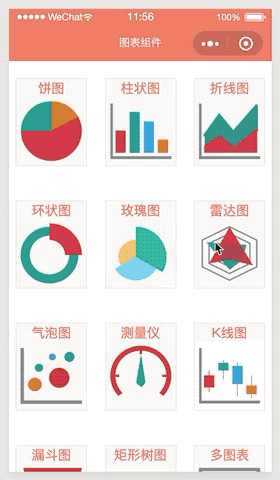 WeChat 11:56 100%
图表组件
饼图 柱状图 折线图
环状图 玫瑰图 雷达图
气泡图 测量仪 K线图
漏斗图 矩形树图 多图表